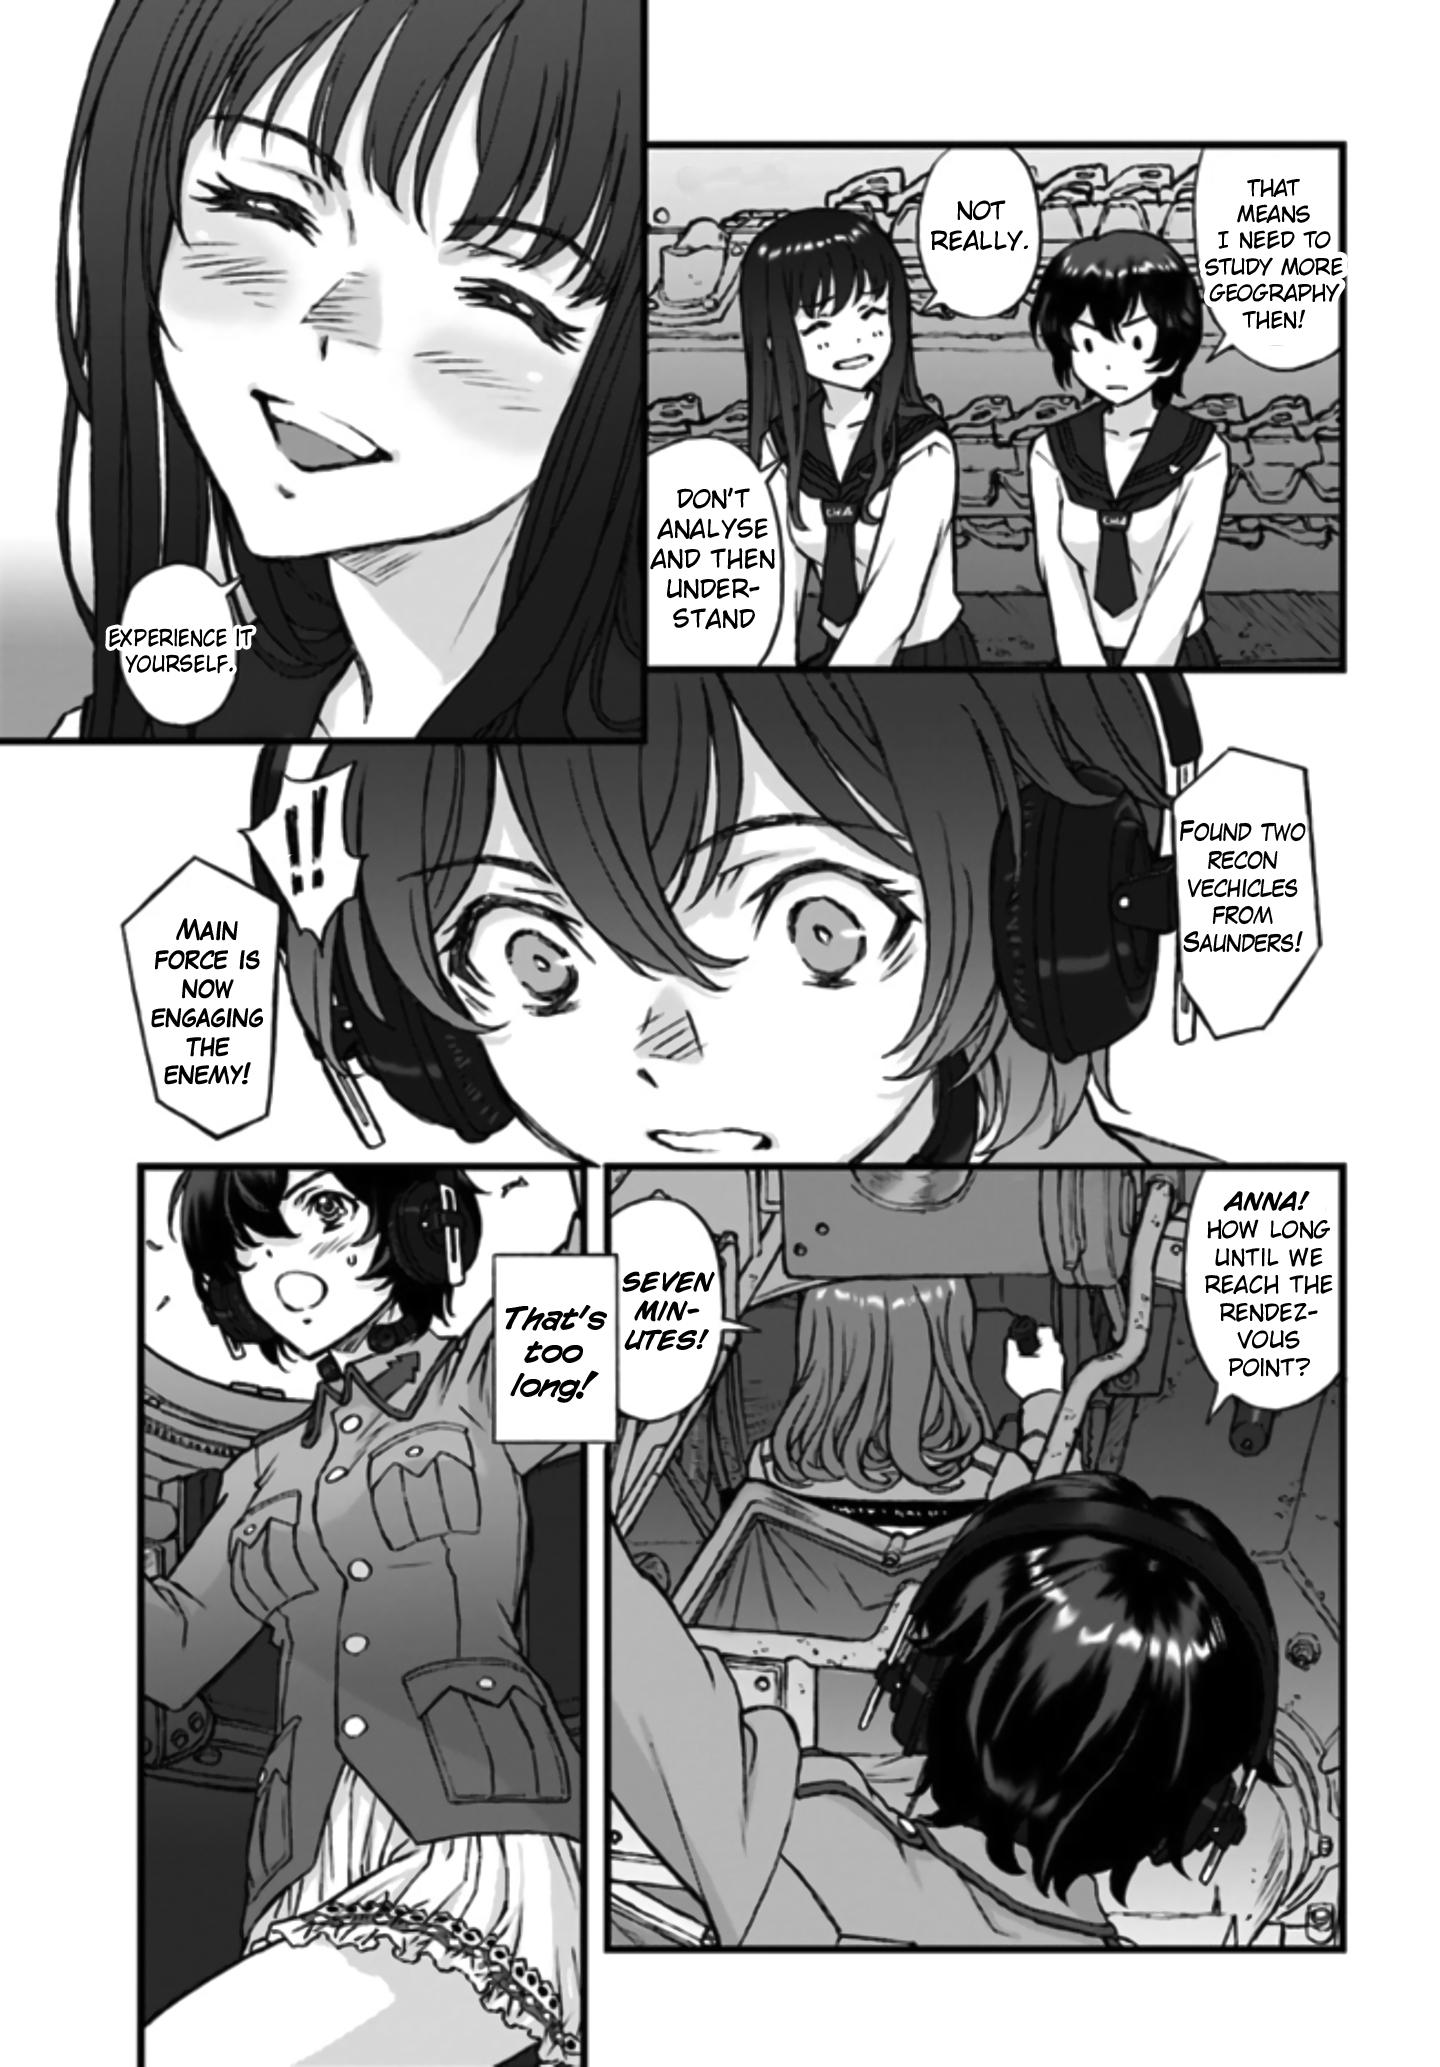 THAT
MEANS
I NEED TO
STUDY MORE
GEOGRAPHY
THEN!
NOT
REALLY.
DON'T
ANALYSE
AND THEN
UNDER-
STAND
EXPERIENCE IT
YOURSELF.
FOUND TWO
RECON
VECHICLES
FROM
SAUNDERS!
!!
MAIN
FORCE IS
NOW
ENGAGING
THE
ENEMY!
ANNA!
HOW LONG
UNTIL WE
REACH THE
RENDEZ-
VOUS
POINT?
SEVEN
MIN-
UTES!
That's
too
long!